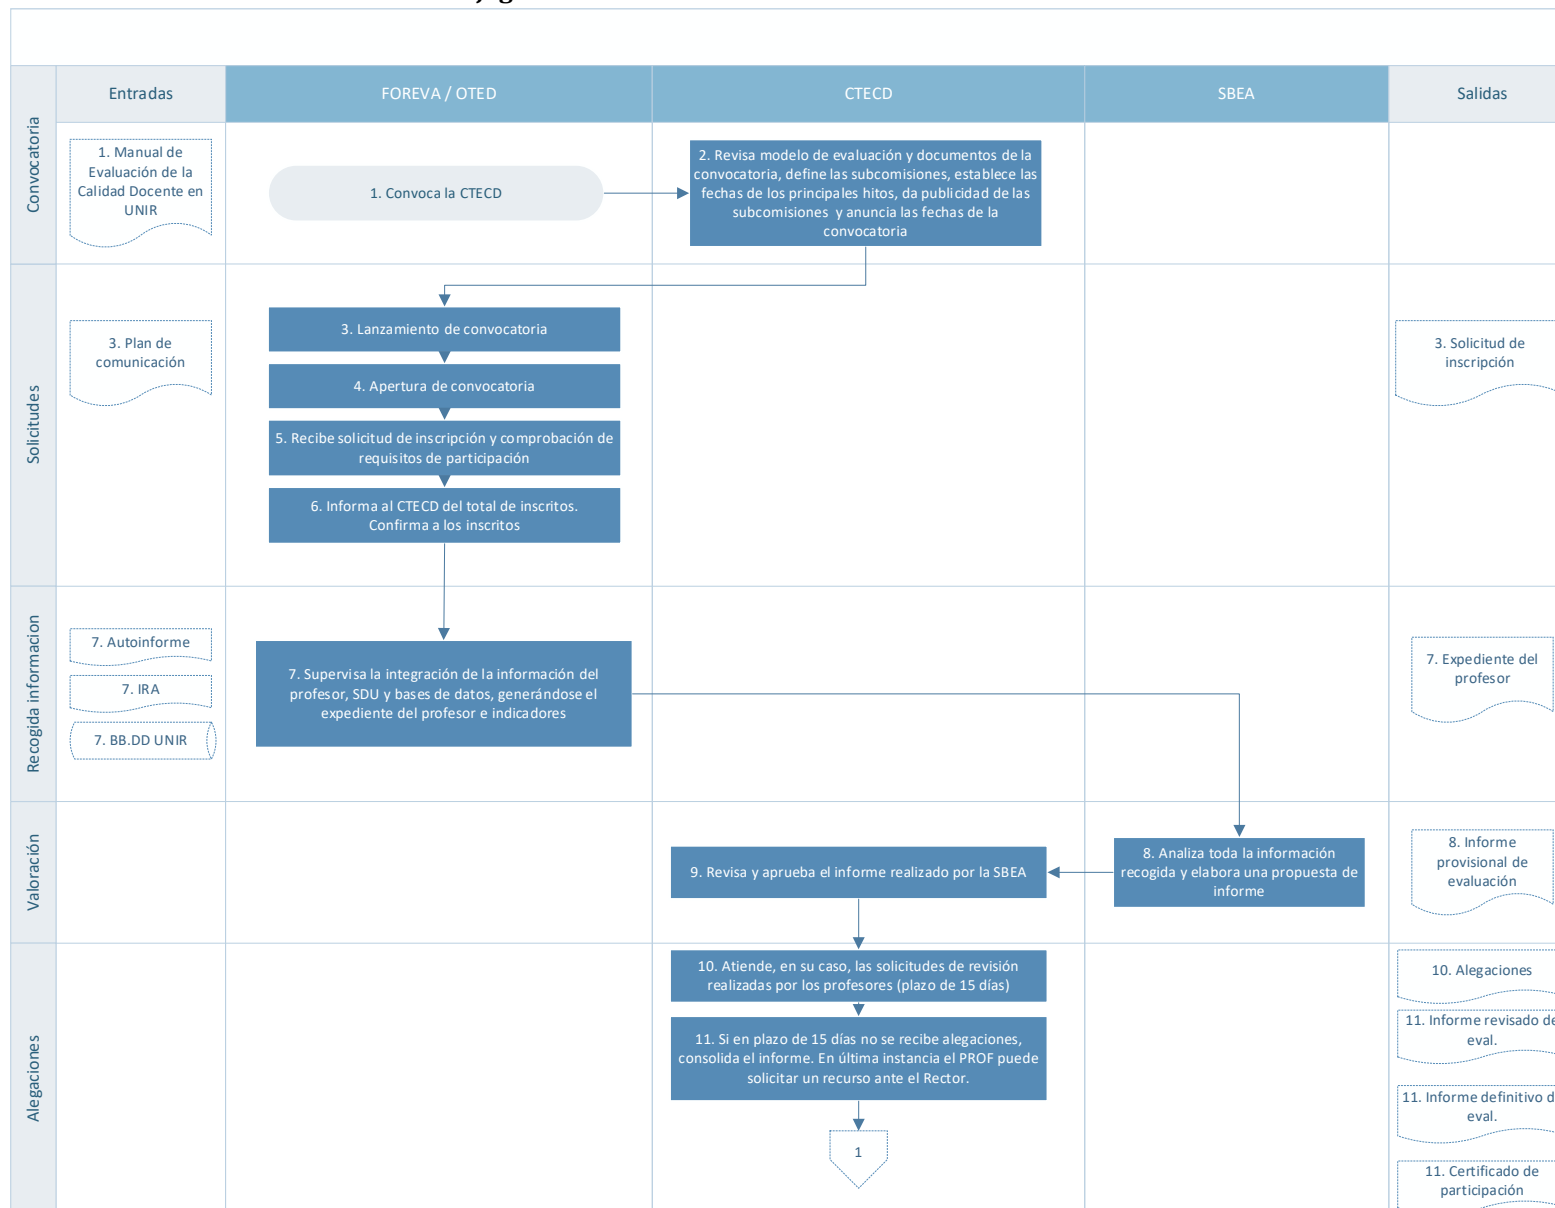 Entradas
FOREVA / OTED
CTECD
SBEA
Salidas
Convocatoria
1. Manual de
Evaluación de la
Calidad Docente en
UNIR
1. Convoca la CTECD
2. Revisa modelo de evaluación y documentos de la
convocatoria, define las subcomisiones, establece las
fechas de los principales hitos, da publicidad de las
subcomisiones y anuncia las fechas de la
convocatoria
Solicitudes
3. Plan de
comunicación
3. Lanzamiento de convocatoria
4. Apertura de convocatoria
5. Recibe solicitud de inscripción y comprobación de
requisitos de participación
6. Informa al CTECD del total de inscritos.
Confirma a los inscritos
3. Solicitud de
inscripción
Recogida informacion
7. Autoinforme
7. IRA
7. BB.DD UNIR
7. Supervisa la integración de la información del
profesor, SDU y bases de datos, generándose el
expediente del profesor e indicadores
7. Expediente del
profesor
Valoración
9. Revisa y aprueba el informe realizado por la SBEA
8. Analiza toda la información
recogida y elabora una propuesta de
informe
8. Informe
provisional de
evaluación
Alegaciones
10. Atiende, en su caso, las solicitudes de revisión
realizadas por los profesores (plazo de 15 días)
11. Si en plazo de 15 días no se recibe alegaciones,
consolida el informe. En última instancia el PROF puede
solicitar un recurso ante el Rector.
1
10. Alegaciones
11. Informe revisado de
eval.
11. Informe definitivo d
eval.
11. Certificado de
participación